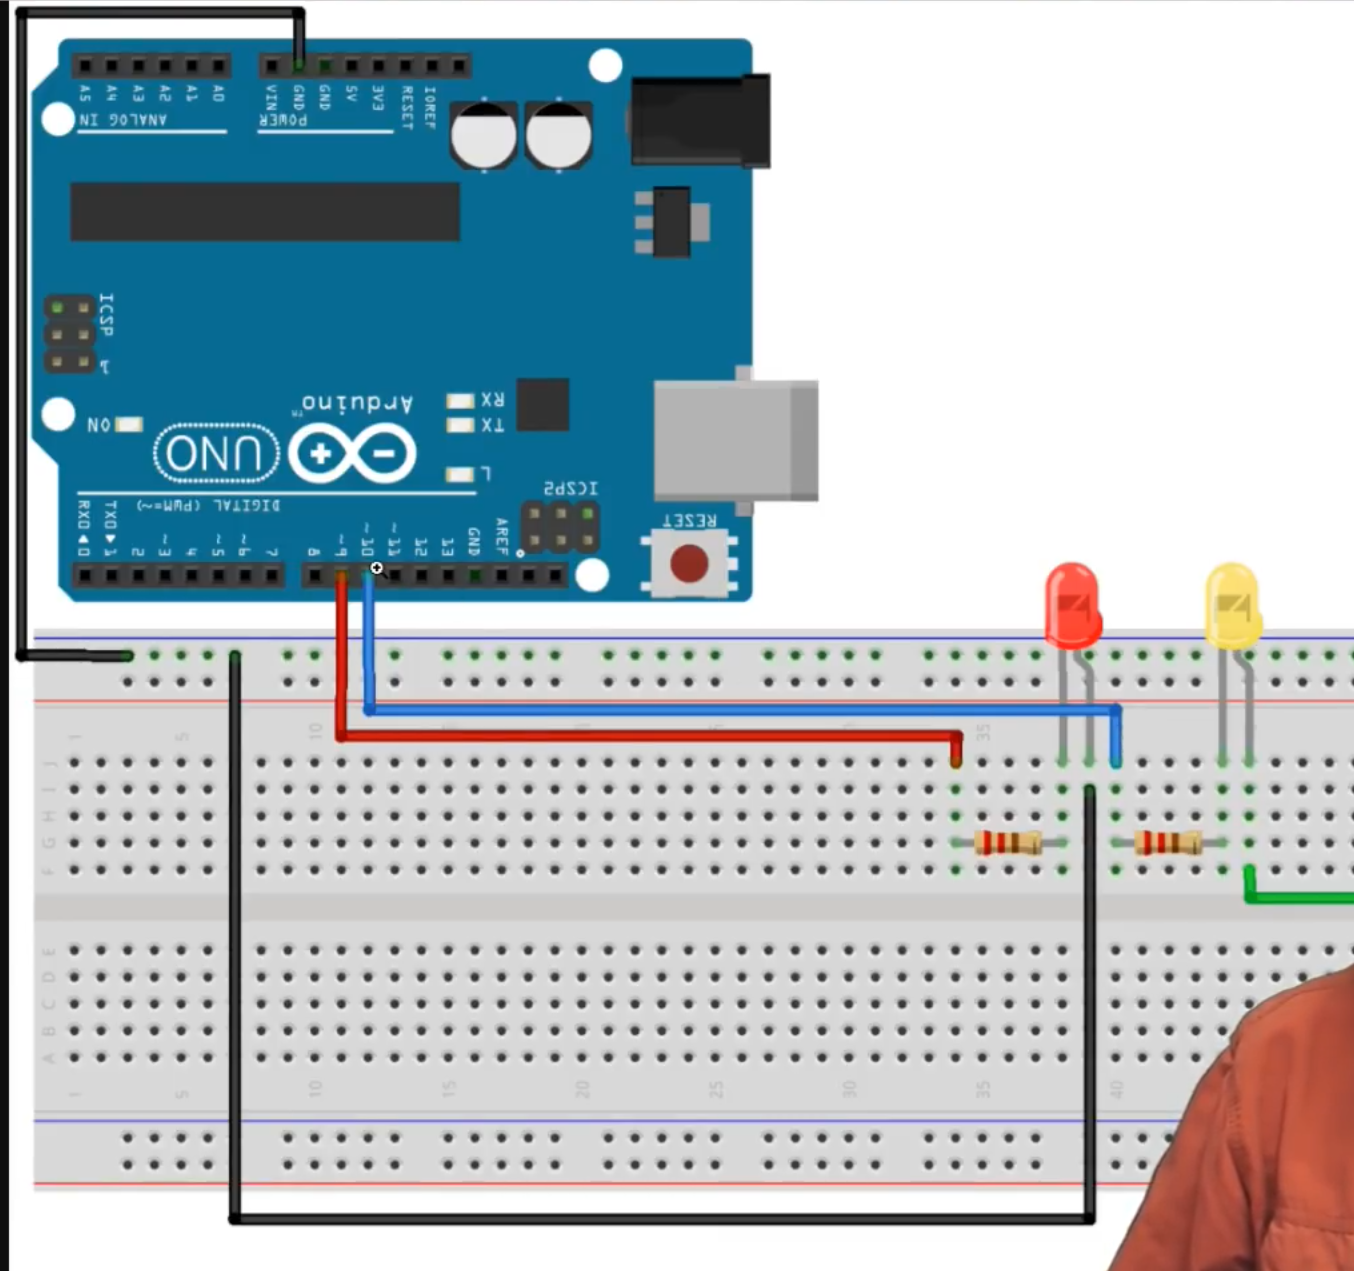 A5 A4 A3 A2 A1 A0
VIN GND GND 5V 3V3 RESET IOREF
ANALOG IN
POWER
ICSP
1
Arduino
TM
RX
ON
TX
UNO
L
ICSP2
DIGITAL (PWM=~)
RX0◄0 TX0►1 2 ~3 4 ~5 ~6 7 8 ~9 ~10 ~11 12 13 GND AREF
RESET
1 5 10 35
J
I
H
G
F
E
D
C
B
A
1 5 10 15 20 25 30 35 40